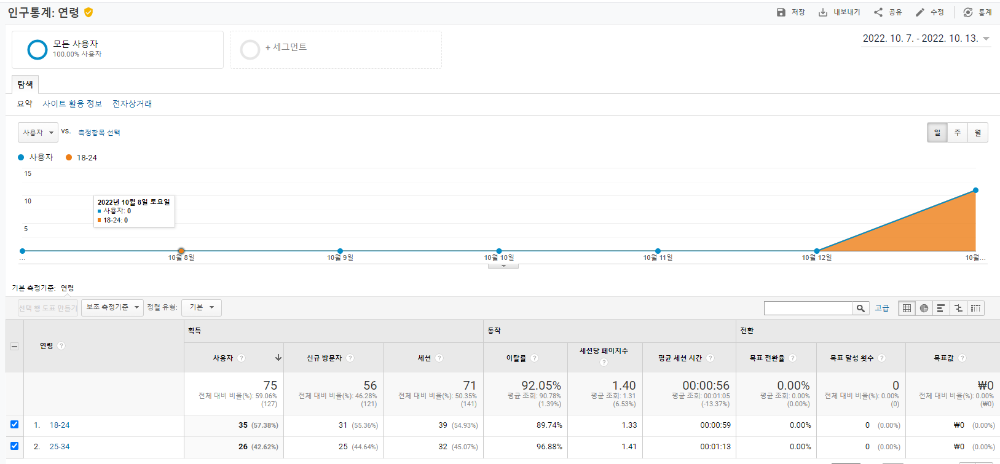 인구통계: 연령
저장 내보내기 공유 수정 통계
모든 사용자
100.00% 사용자
+ 세그먼트
2022. 10. 7. - 2022. 10. 13.
탐색
요약 사이트 활용 정보 전자상거래
사용자 vs. 측정항목 선택
일 주 월
사용자 18-24
15
10
5
2022년 10월 8일 토요일
사용자: 0
18-24: 0
... 10월 8일 10월 9일 10월 10일 10월 11일 10월 12일 10월...
기본 측정기준: 연령
선택 행 도표 만들기 보조 측정기준 정렬 유형: 기본 고급
연령 ? 획득 동작 전환
사용자 ? 신규 방문자 ? 세션 ? 이탈률 ? 세션당 페이지수 ? 평균 세션 시간 ? 목표 전환율 ? 목표 달성 횟수 ? 목표값 ?
75 56 71 92.05% 1.40 00:00:56 0.00% 0 ₩0
전체 대비 비율(%): 59.06% 전체 대비 비율(%): 46.28% 전체 대비 비율(%): 50.35% 평균 조회: 90.78% 평균 조회: 1.31 평균 조회: 00:01:05 평균 조회: 0.00% 전체 대비 비율(%): 0.00% 전체 대비 비율(%): 0.00%
(127) (121) (141) (1.39%) (6.53%) (-13.37%) (0.00%) (0) (₩0)
1. 18-24 35 (57.38%) 31 (55.36%) 39 (54.93%) 89.74% 1.33 00:00:59 0.00% 0 (0.00%) ₩0 (0.00%)
2. 25-34 26 (42.62%) 25 (44.64%) 32 (45.07%) 96.88% 1.41 00:01:13 0.00% 0 (0.00%) ₩0 (0.00%)